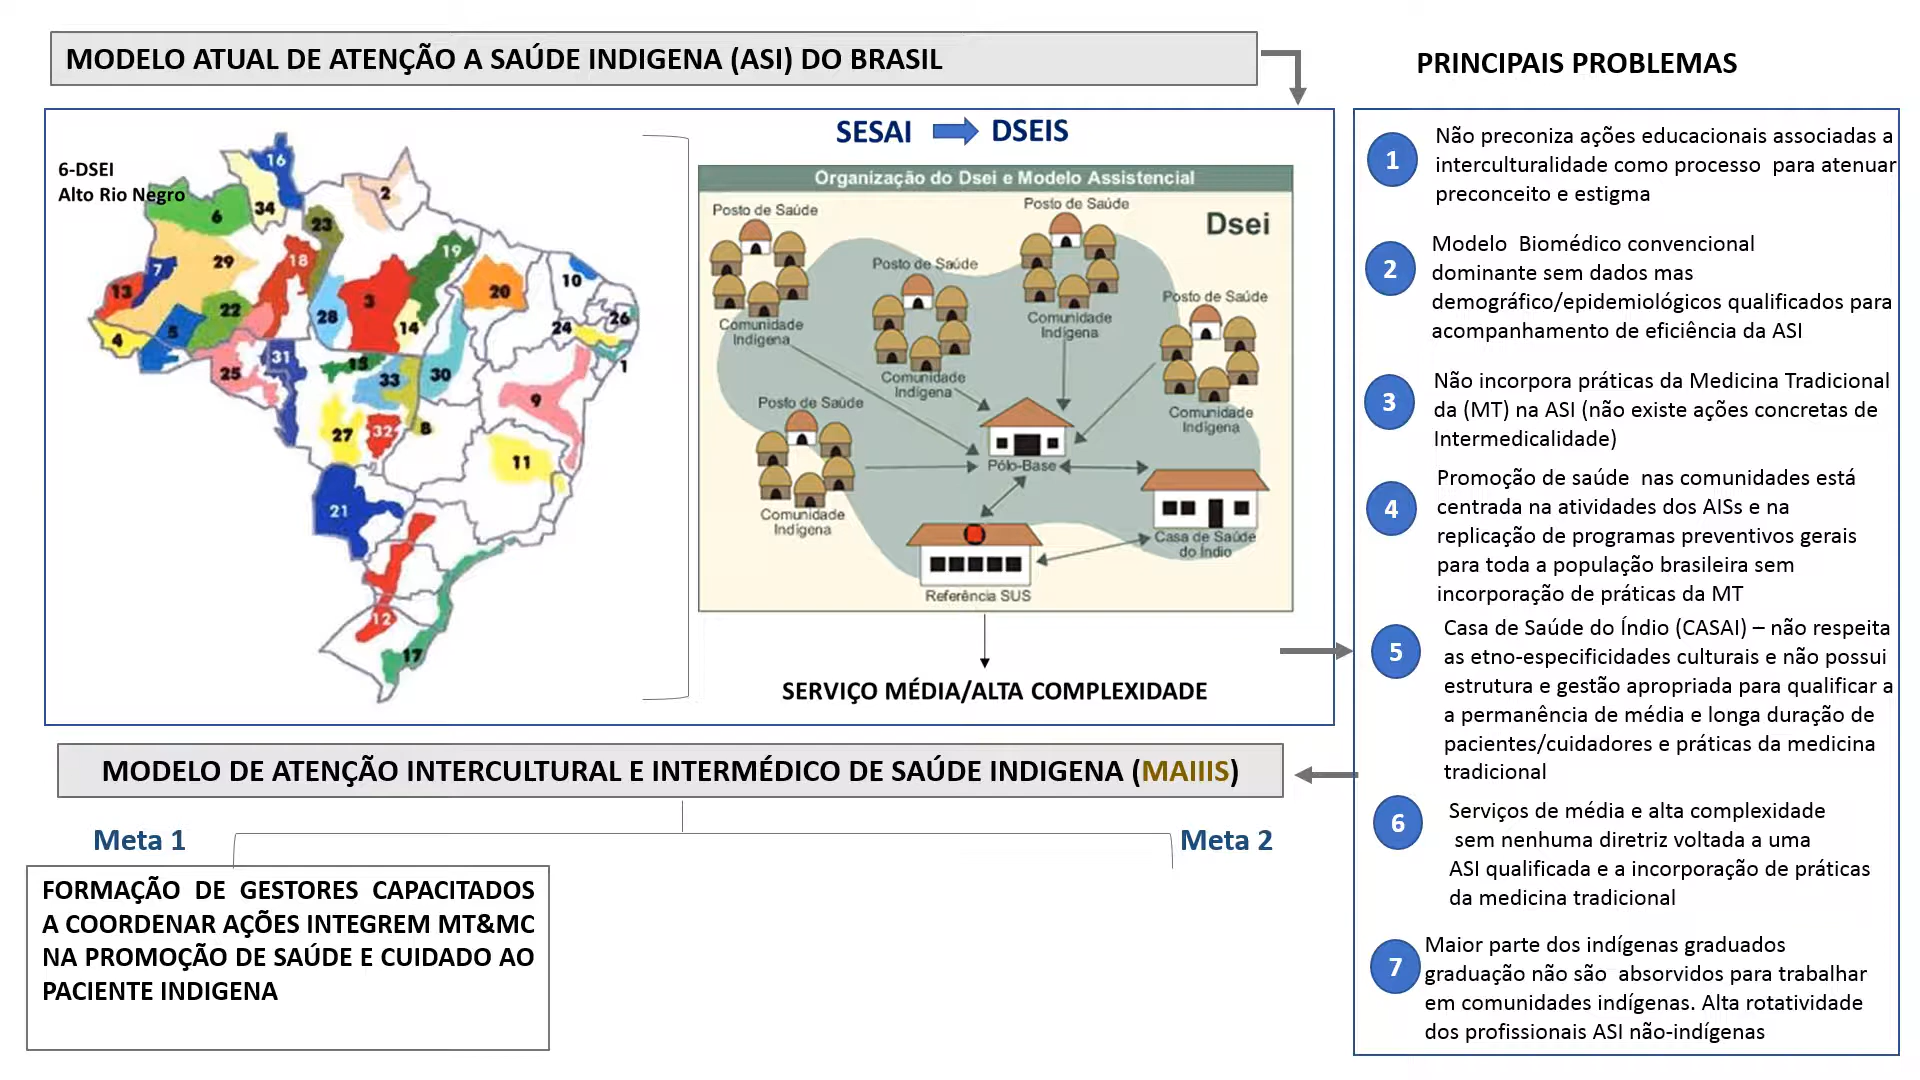 MODELO ATUAL DE ATENÇÃO A SAÚDE INDIGENA (ASI) DO BRASIL
PRINCIPAIS PROBLEMAS
SESAI
DSEIS
6-DSEI
Alto Rio Negro
16
2
6
34
23
19
7
29
18
13
20
10
3
22
28
14
26
5
24
4
31
1
15
25
33
30
9
27
32
8
11
21
12
17
Organização do Dsei e Modelo Assistencial
Dsei
Posto de Saúde
Comunidade
Indígena
Posto de Saúde
Comunidade
Indígena
Posto de Saúde
Comunidade
Indígena
Posto de Saúde
Comunidade
Indígena
Posto de Saúde
Comunidade
Indígena
Pólo-Base
Casa de Saúde
do Índio
Referência SUS
SERVIÇO MÉDIA/ALTA COMPLEXIDADE
1
Não preconiza ações educacionais associadas a
interculturalidade como processo para atenuar
preconceito e estigma
2
Modelo Biomédico convencional
dominante sem dados mas
demográfico/epidemiológicos qualificados para
acompanhamento de eficiência da ASI
3
Não incorpora práticas da Medicina Tradicional
da (MT) na ASI (não existe ações concretas de
Intermedicalidade)
4
Promoção de saúde nas comunidades está
centrada na atividades dos AISs e na
replicação de programas preventivos gerais
para toda a população brasileira sem
incorporação de práticas da MT
5
Casa de Saúde do Índio (CASAI) – não respeita
as etno-especificidades culturais e não possui
estrutura e gestão apropriada para qualificar a
a permanência de média e longa duração de
pacientes/cuidadores e práticas da medicina
tradicional
6
Serviços de média e alta complexidade
sem nenhuma diretriz voltada a uma
ASI qualificada e a incorporação de práticas
da medicina tradicional
7
Maior parte dos indígenas graduados
graduação não são absorvidos para trabalhar
em comunidades indígenas. Alta rotatividade
dos profissionais ASI não-indígenas
MODELO DE ATENÇÃO INTERCULTURAL E INTERMÉDICO DE SAÚDE INDIGENA (MAIIIS)
Meta 1
Meta 2
FORMAÇÃO DE GESTORES CAPACITADOS
A COORDENAR AÇÕES INTEGREM MT&MC
NA PROMOÇÃO DE SAÚDE E CUIDADO AO
PACIENTE INDIGENA